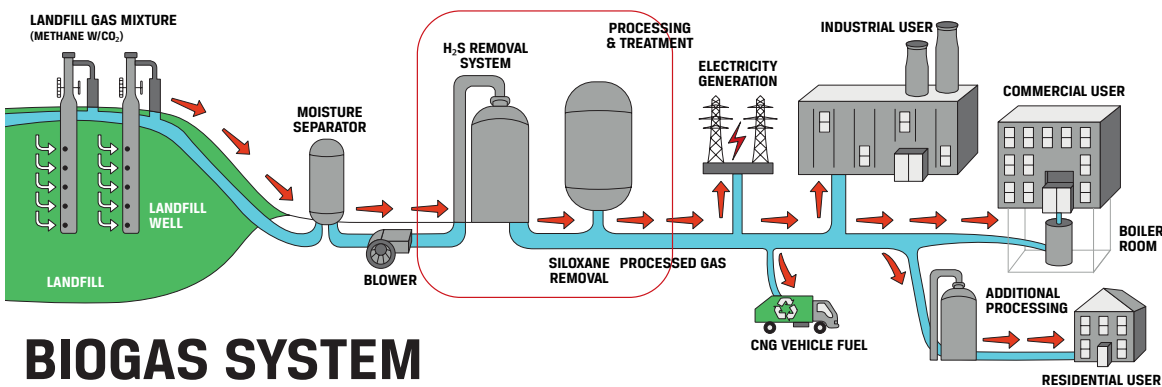 LANDFILL GAS MIXTURE
(METHANE W/CO₂)
LANDFILL
WELL
LANDFILL
MOISTURE
SEPARATOR
BLOWER
H₂S REMOVAL
SYSTEM
PROCESSING
& TREATMENT
SILOXANE
REMOVAL
PROCESSED GAS
ELECTRICITY
GENERATION
CNG VEHICLE FUEL
INDUSTRIAL USER
COMMERCIAL USER
BOILER
ROOM
ADDITIONAL
PROCESSING
RESIDENTIAL USER
BIOGAS SYSTEM